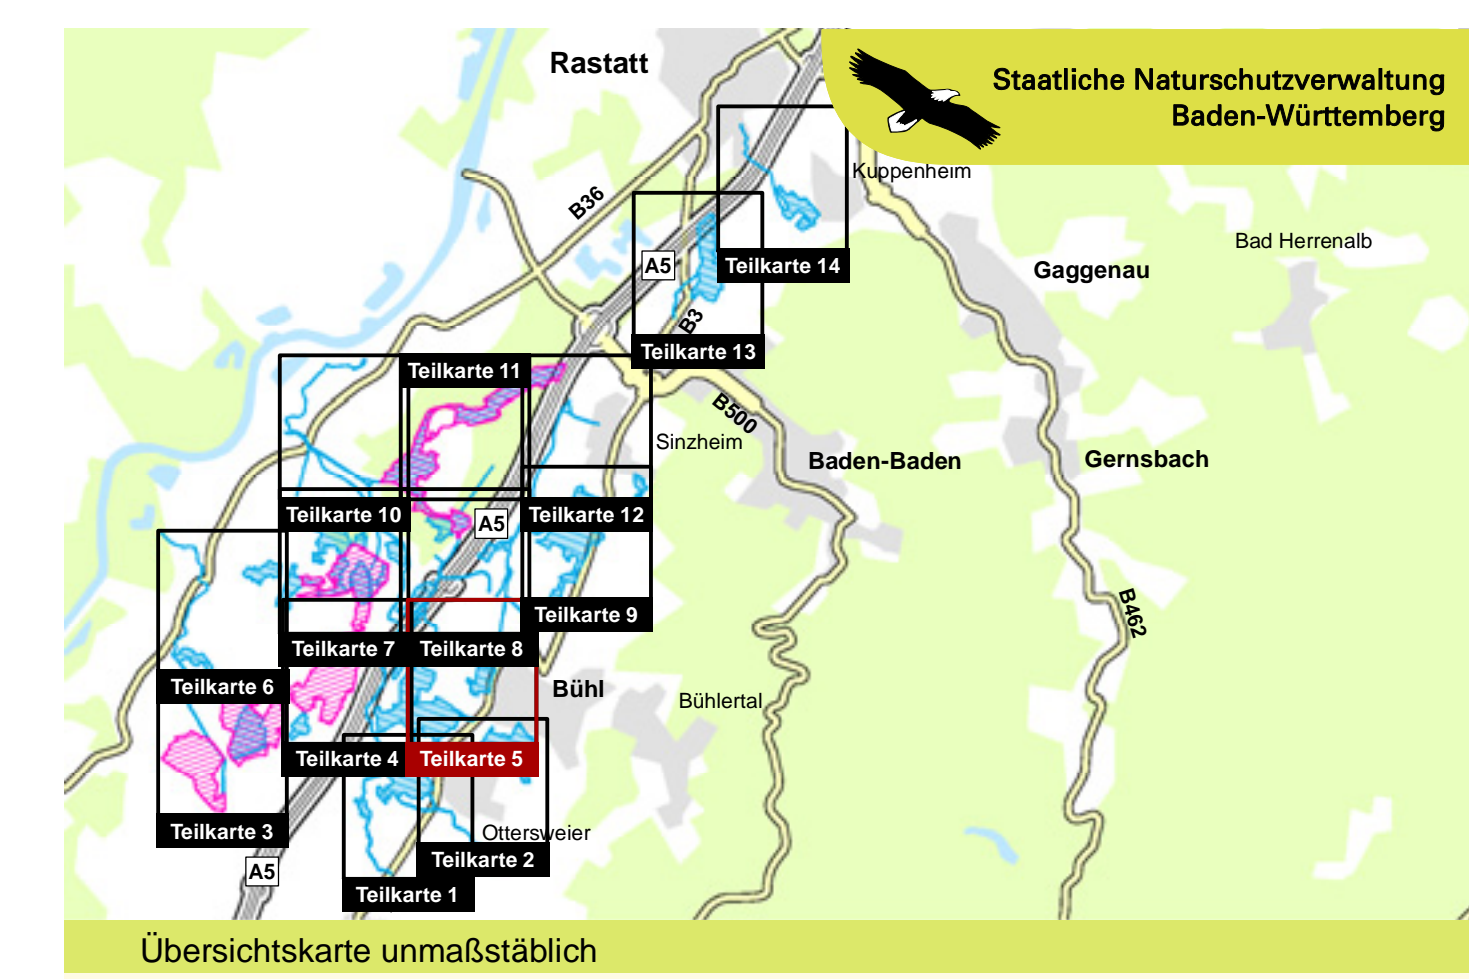 Rastatt
Staatliche Naturschutzverwaltung
Baden-Württemberg
Kuppenheim
B36
Bad Herrenalb
A5
Teilkarte 14
Gaggenau
B3
Teilkarte 13
Teilkarte 11
B500
Sinzheim
Baden-Baden
Gernsbach
Teilkarte 10
A5
Teilkarte 12
B462
Teilkarte 9
Teilkarte 7
Teilkarte 8
Teilkarte 6
Bühl
Bühlertal
Teilkarte 4
Teilkarte 5
Teilkarte 3
Ottersweier
Teilkarte 2
A5
Teilkarte 1
Übersichtskarte unmaßstäblich